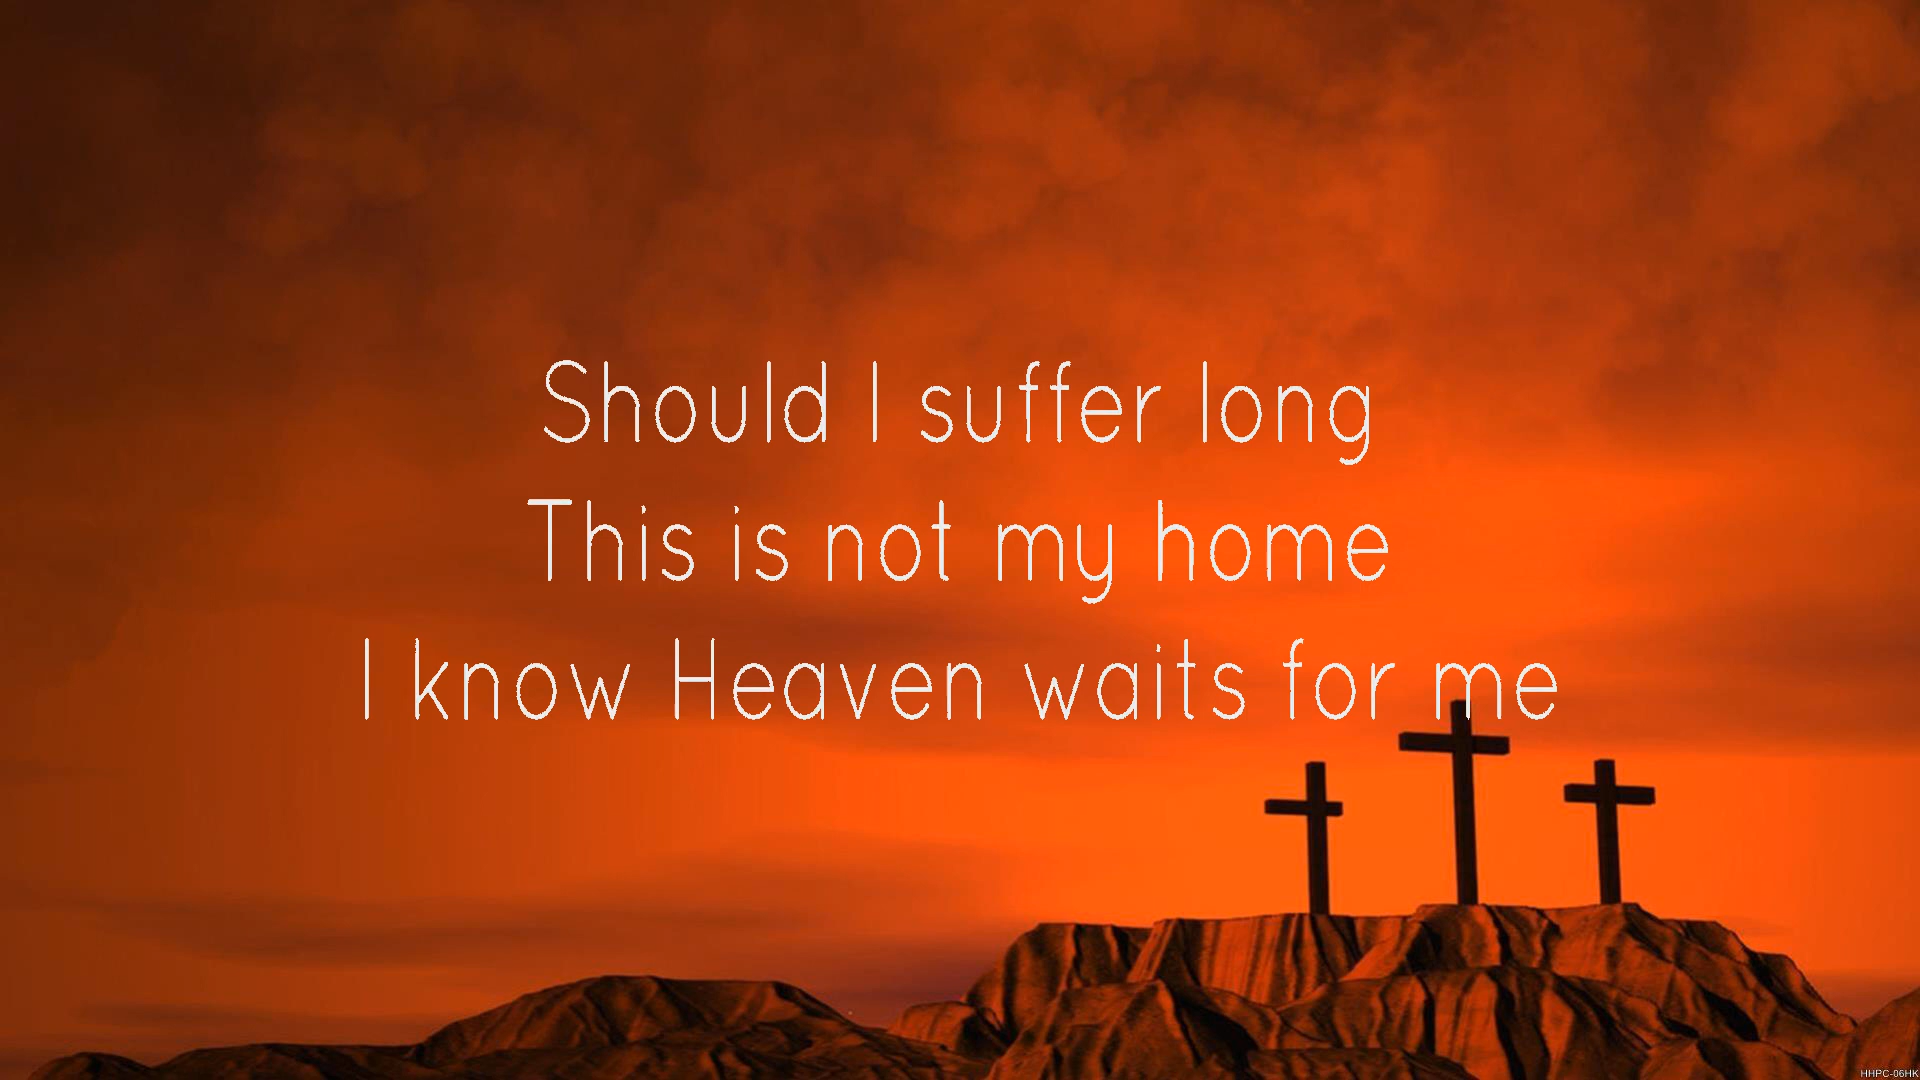 Should I suffer long
This is not my home
I know Heaven waits for me
HHPC-06HK